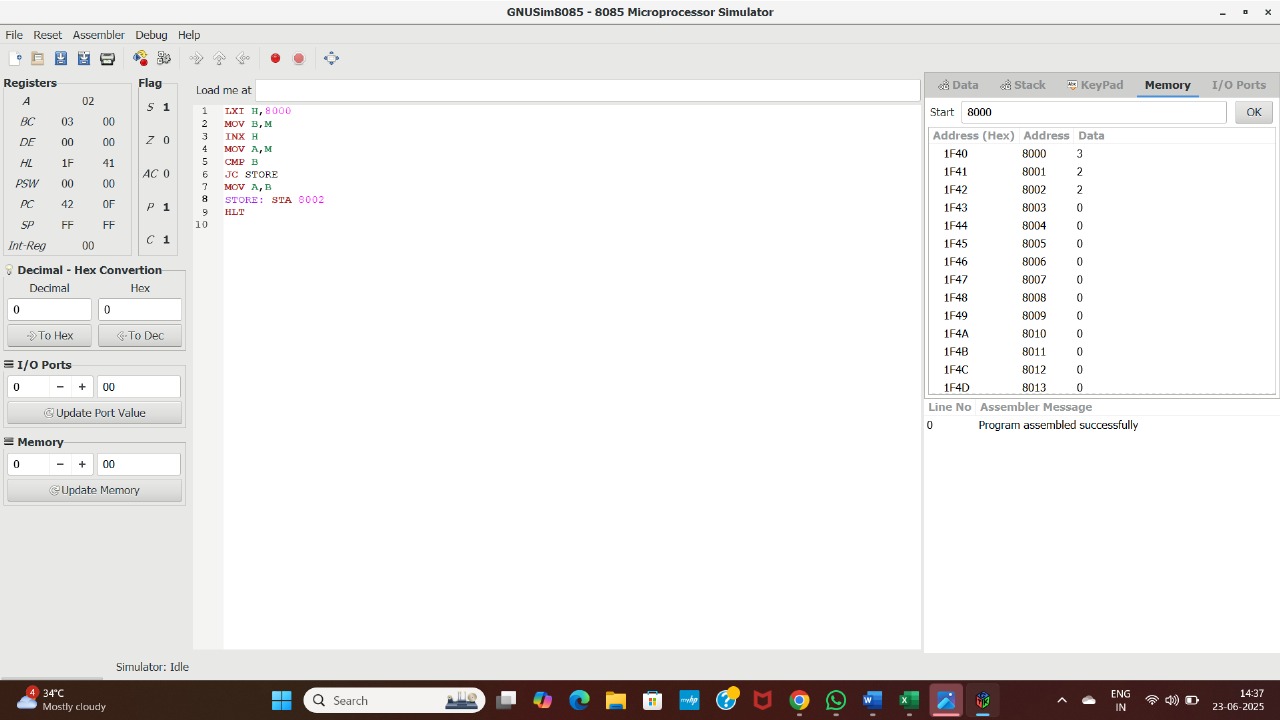 GNUSim8085 - 8085 Microprocessor Simulator
File Reset Assembler Debug Help
Registers
A 02
BC 03 00
DE 00 00
HL 1F 41
PSW 00 00
PC 42 0F
SP FF FF
Int-Reg 00
Flag
S 1
Z 0
AC 0
P 1
C 1
Decimal - Hex Convertion
Decimal Hex
0 0
To Hex To Dec
I/O Ports
0 − + 00
Update Port Value
Memory
0 − + 00
Update Memory
Load me at
1 LXI H,8000
2 MOV B,M
3 INX H
4 MOV A,M
5 CMP B
6 JC STORE
7 MOV A,B
8 STORE: STA 8002
9 HLT
10
Data Stack KeyPad Memory I/O Ports
Start 8000 OK
Address (Hex) Address Data
1F40 8000 3
1F41 8001 2
1F42 8002 2
1F43 8003 0
1F44 8004 0
1F45 8005 0
1F46 8006 0
1F47 8007 0
1F48 8008 0
1F49 8009 0
1F4A 8010 0
1F4B 8011 0
1F4C 8012 0
1F4D 8013 0
Line No Assembler Message
0 Program assembled successfully
Simulator: Idle
4
34°C
Mostly cloudy
Search
ENG
IN
14:37
23-06-2025